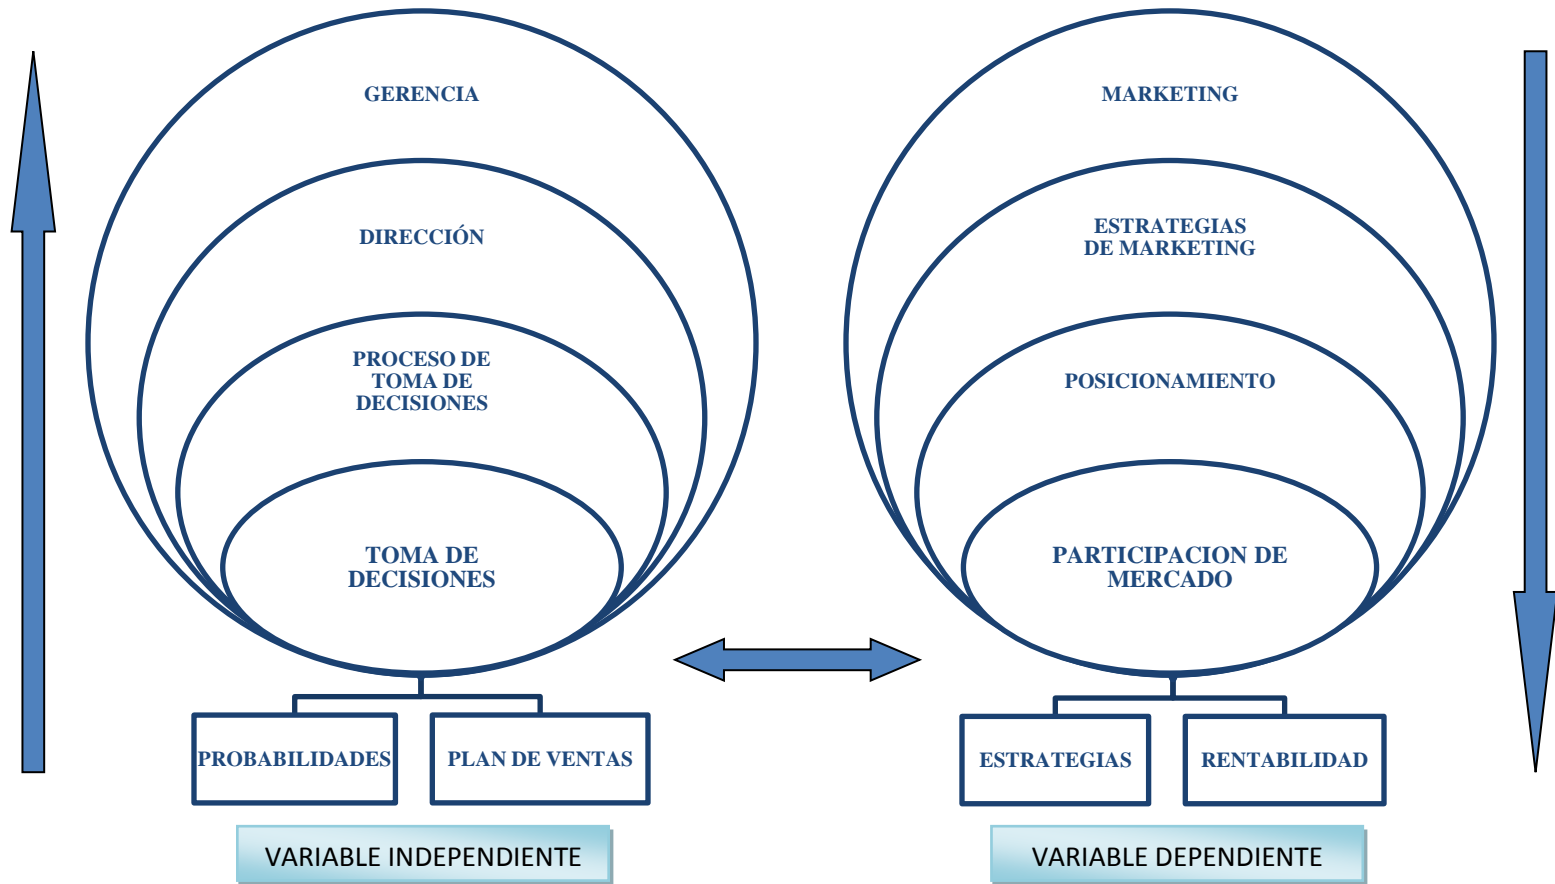 GERENCIA
DIRECCIÓN
PROCESO DE
TOMA DE
DECISIONES
TOMA DE
DECISIONES
PROBABILIDADES
PLAN DE VENTAS
VARIABLE INDEPENDIENTE
MARKETING
ESTRATEGIAS
DE MARKETING
POSICIONAMIENTO
PARTICIPACION DE
MERCADO
ESTRATEGIAS
RENTABILIDAD
VARIABLE DEPENDIENTE